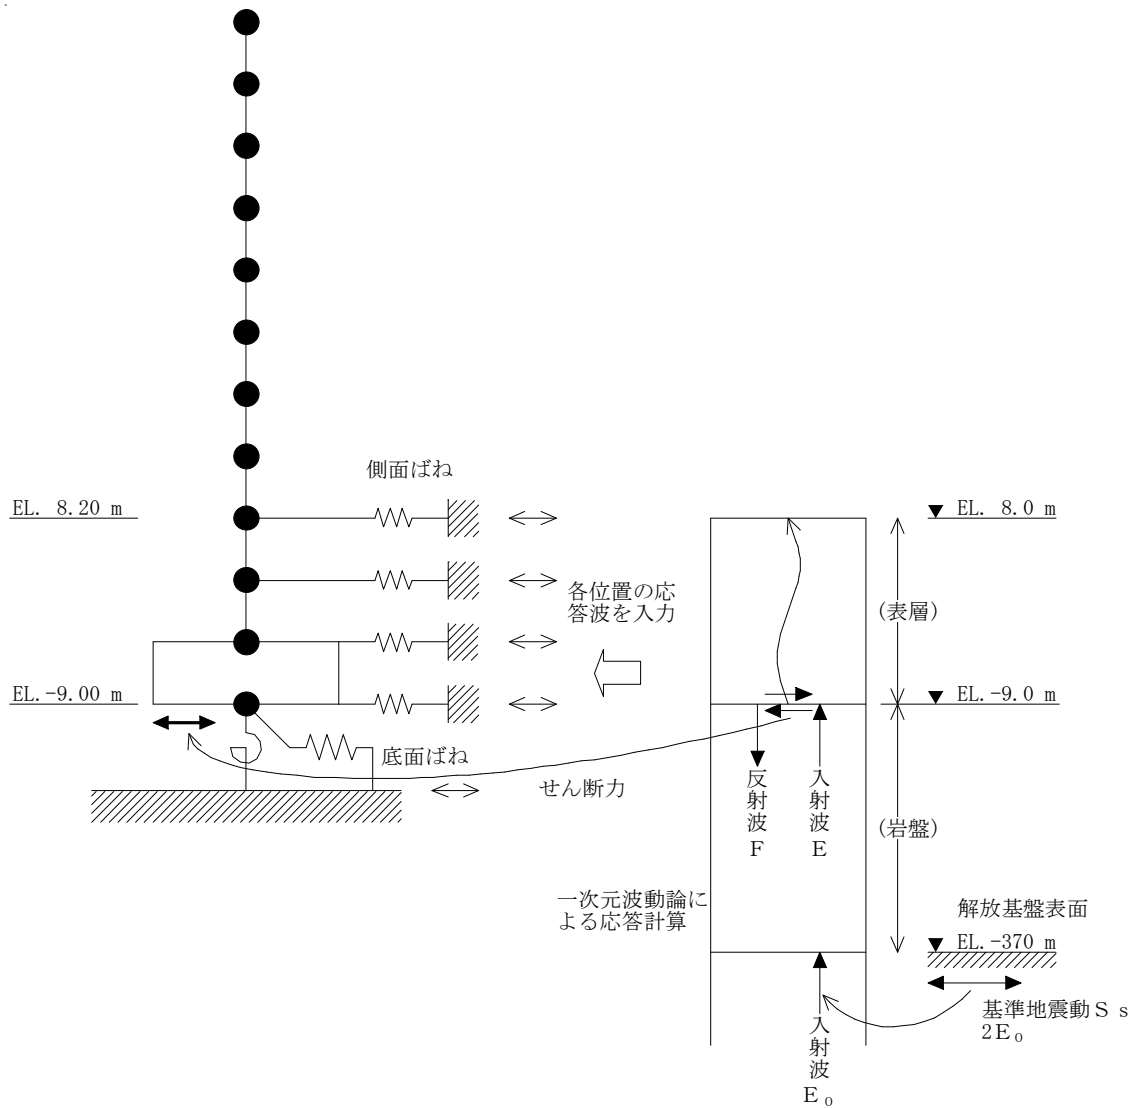 側面ばね
EL. 8.20 m
EL. 8.0 m
各位置の応
答波を入力
(表層)
EL.-9.00 m
EL.-9.0 m
底面ばね
せん断力
反射波F
入射波E
(岩盤)
一次元波動論に
よる応答計算
解放基盤表面
EL.-370 m
基準地震動Ss
2E₀
入射波E₀